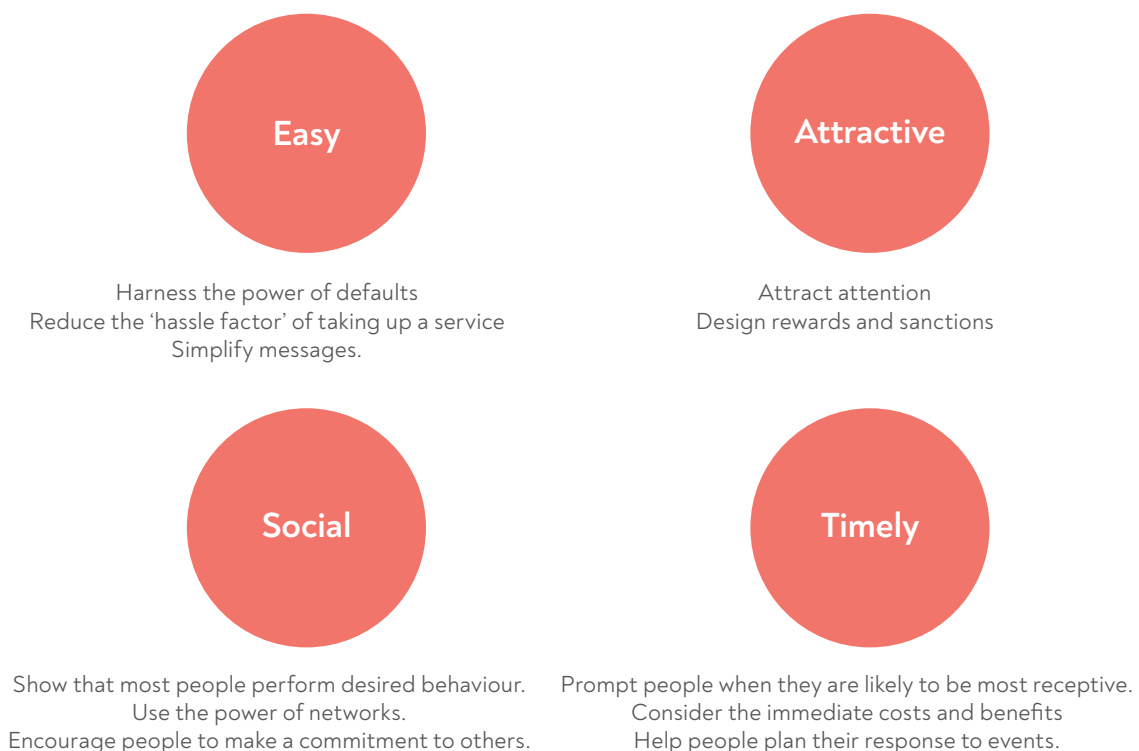 Easy
Harness the power of defaults
Reduce the ‘hassle factor’ of taking up a service
Simplify messages.
Attractive
Attract attention
Design rewards and sanctions
Social
Show that most people perform desired behaviour.
Use the power of networks.
Encourage people to make a commitment to others.
Timely
Prompt people when they are likely to be most receptive.
Consider the immediate costs and benefits
Help people plan their response to events.